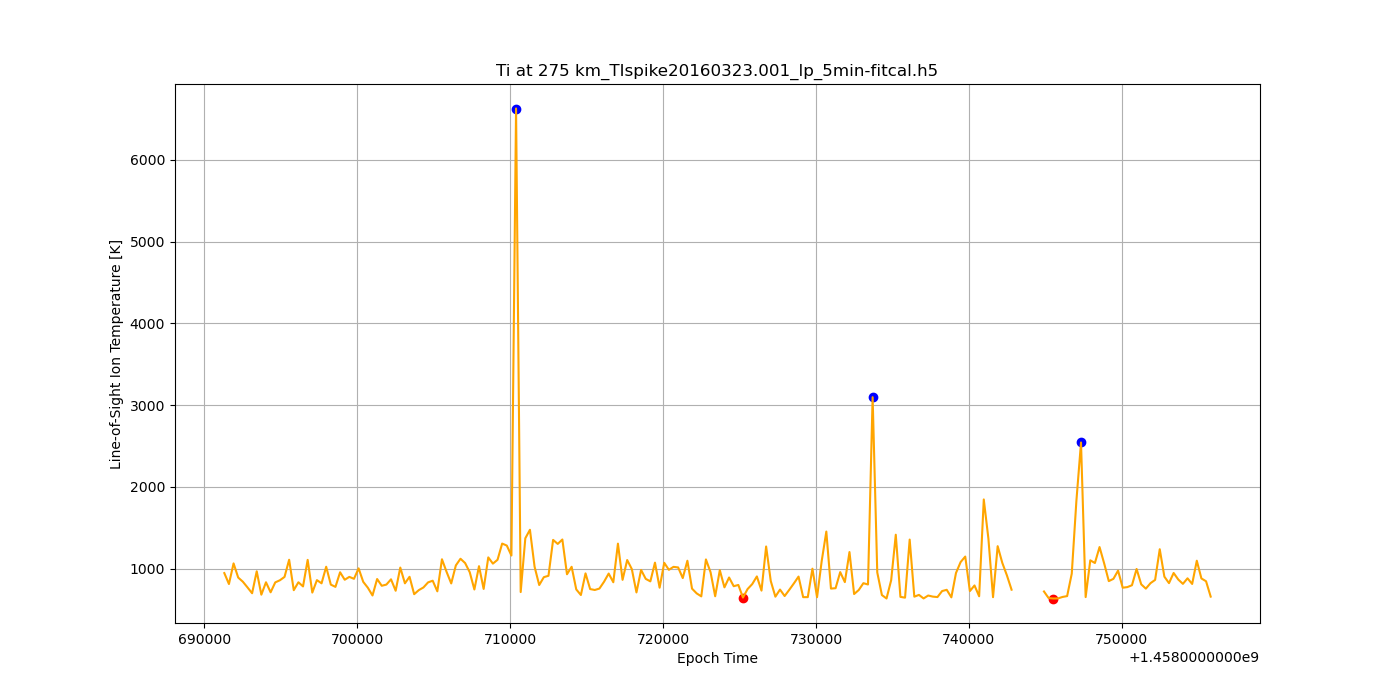 Ti at 275 km_TIspike20160323.001_lp_5min-fitcal.h5
Line-of-Sight Ion Temperature [K]
6000
5000
4000
3000
2000
1000
690000 700000 710000 720000 730000 740000 750000
Epoch Time
+1.4580000000e9